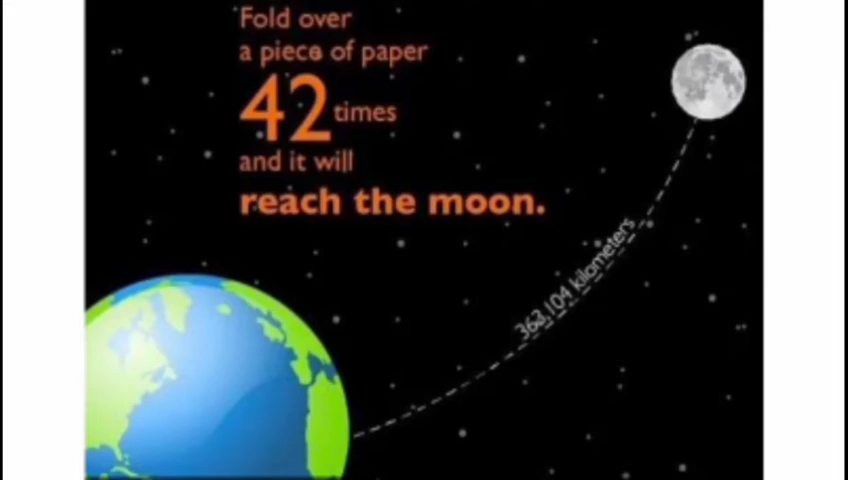 Fold over
a piece of paper
42 times
and it will
reach the moon.
363,104 kilometers